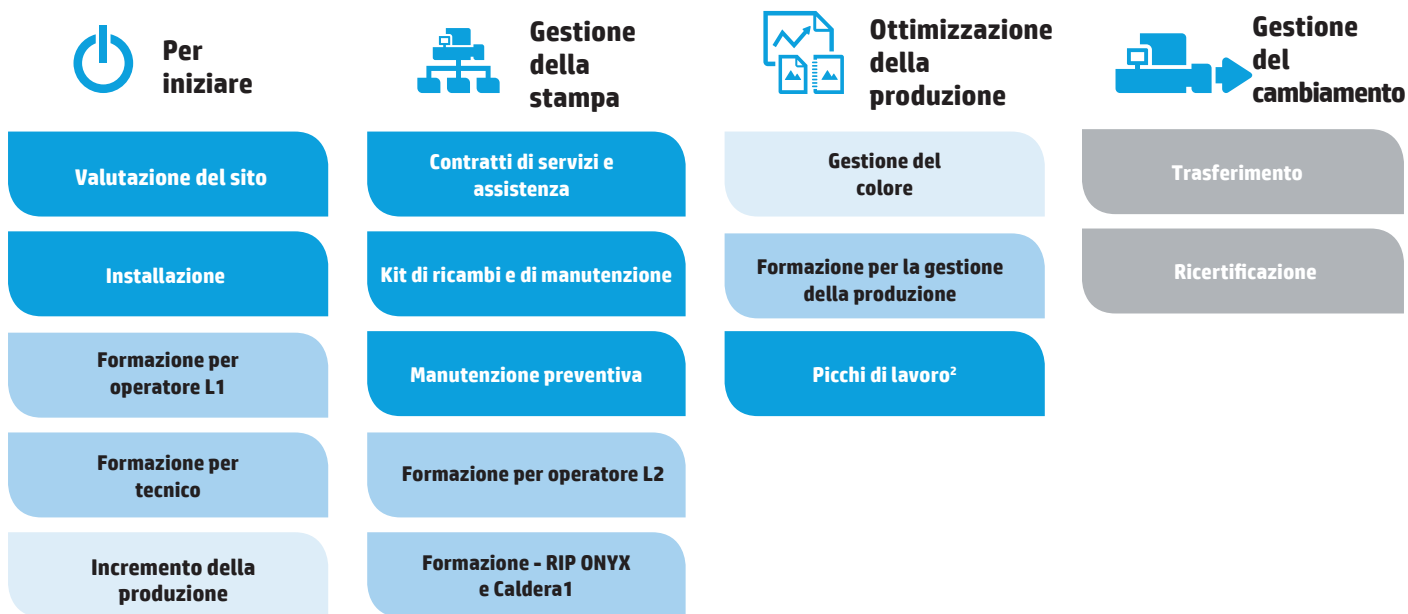 Per
iniziare
Valutazione del sito
Installazione
Formazione per
operatore L1
Formazione per
tecnico
Incremento della
produzione
Gestione
della
stampa
Contratti di servizi e
assistenza
Kit di ricambi e di manutenzione
Manutenzione preventiva
Formazione per operatore L2
Formazione - RIP ONYX
e Caldera1
Ottimizzazione
della
produzione
Gestione del
colore
Formazione per la gestione
della produzione
Picchi di lavoro²
Gestione
del
cambiamento
Trasferimento
Ricertificazione